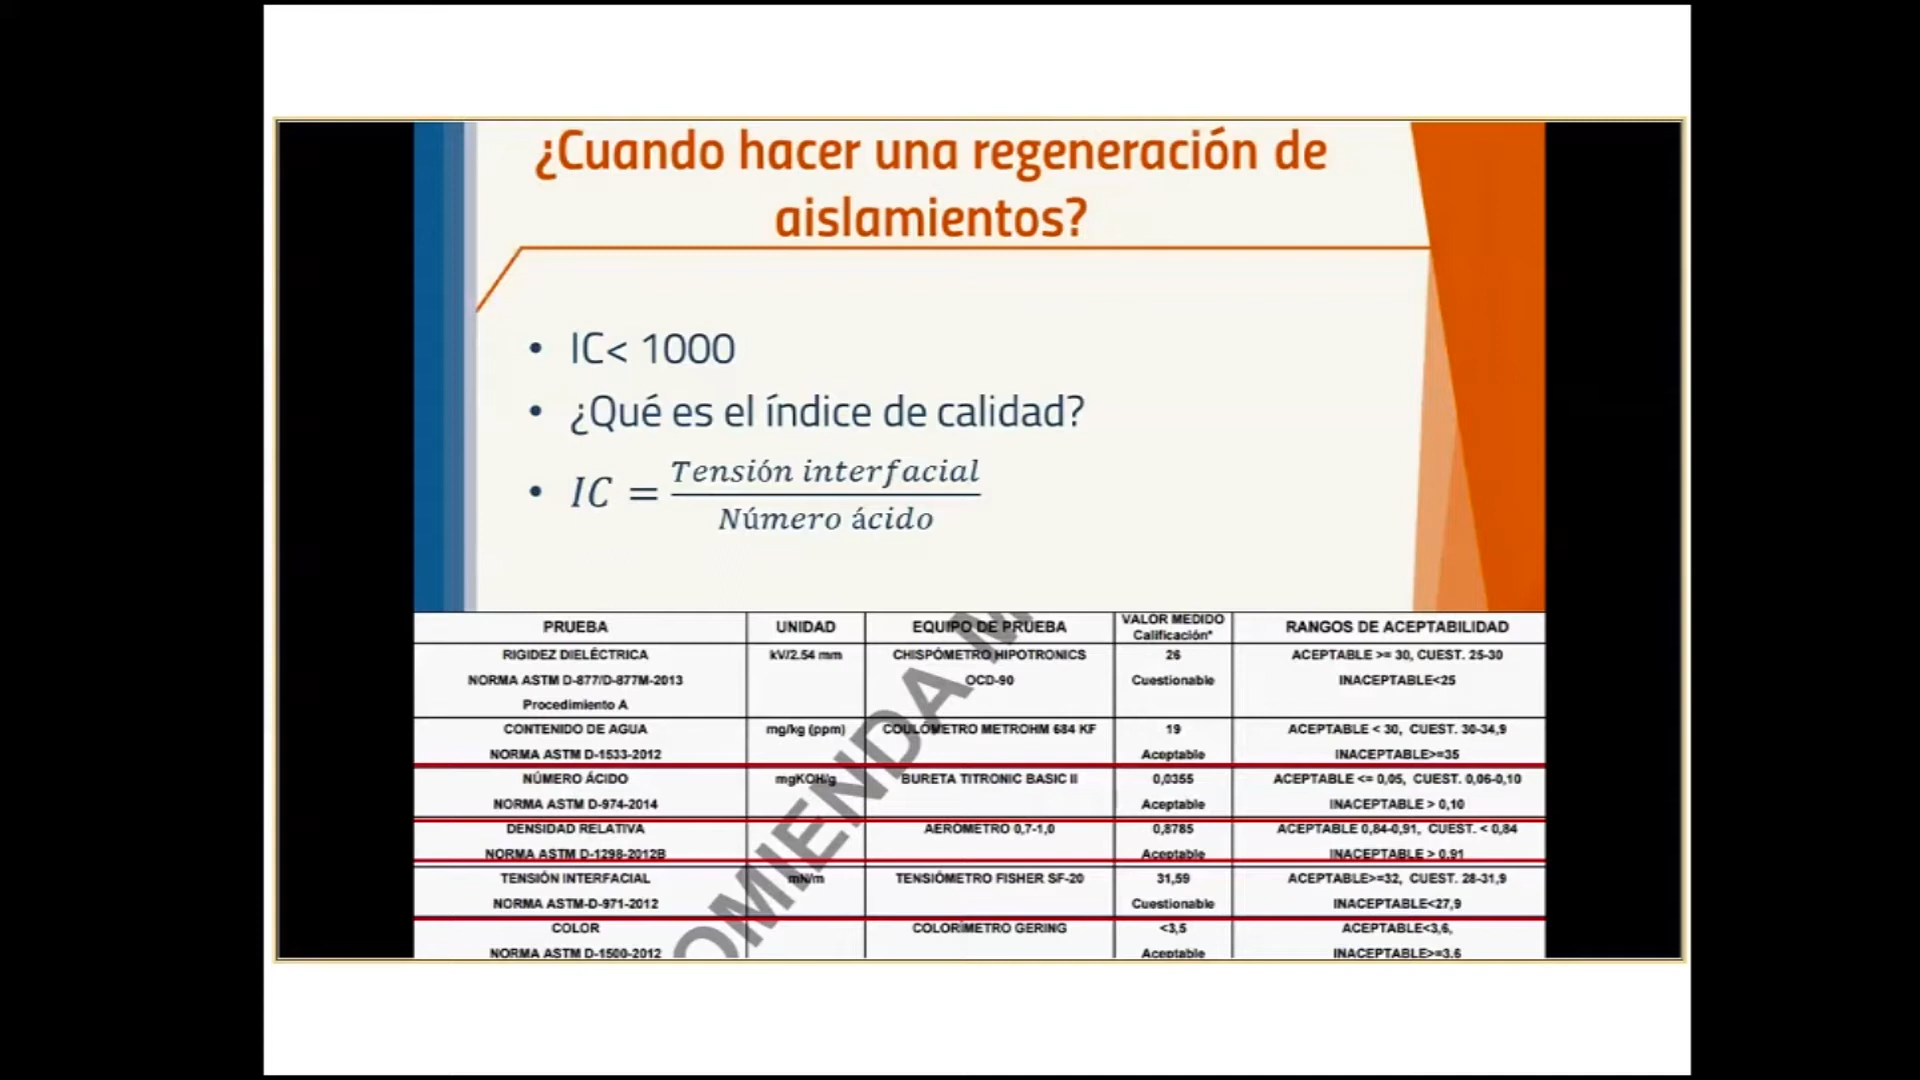 ¿Cuando hacer una regeneración de
aislamientos?
• IC< 1000
• ¿Qué es el índice de calidad?
• IC = Tensión interfacial / Número ácido
PRUEBA UNIDAD EQUIPO DE PRUEBA VALOR MEDIDO Calificación* RANGOS DE ACEPTABILIDAD
RIGIDEZ DIELÉCTRICA kV/2.54 mm CHISPÓMETRO HIPOTRONICS 26 ACEPTABLE >= 30, CUEST. 25-30
NORMA ASTM D-877/D-877M-2013 OCD-90 Cuestionable INACEPTABLE<25
Procedimiento A
CONTENIDO DE AGUA mg/kg (ppm) COULÓMETRO METROHM 684 KF 19 ACEPTABLE < 30, CUEST. 30-34,9
NORMA ASTM D-1533-2012 Aceptable INACEPTABLE>=35
NÚMERO ÁCIDO mgKOH/g BURETA TITRONIC BASIC II 0,0355 ACEPTABLE <= 0,05, CUEST. 0,06-0,10
NORMA ASTM D-974-2014 Aceptable INACEPTABLE > 0,10
DENSIDAD RELATIVA AERÓMETRO 0,7-1,0 0,8785 ACEPTABLE 0,84-0,91, CUEST. < 0,84
NORMA ASTM D-1298-2012B Aceptable INACEPTABLE > 0.91
TENSIÓN INTERFACIAL mN/m TENSIÓMETRO FISHER SF-20 31,59 ACEPTABLE>=32, CUEST. 28-31,9
NORMA ASTM-D-971-2012 Cuestionable INACEPTABLE<27,9
COLOR COLORÍMETRO GERING <3,5 ACEPTABLE<3,6,
NORMA ASTM D-1500-2012 Aceptable INACEPTABLE>=3.6
OMIENDA M